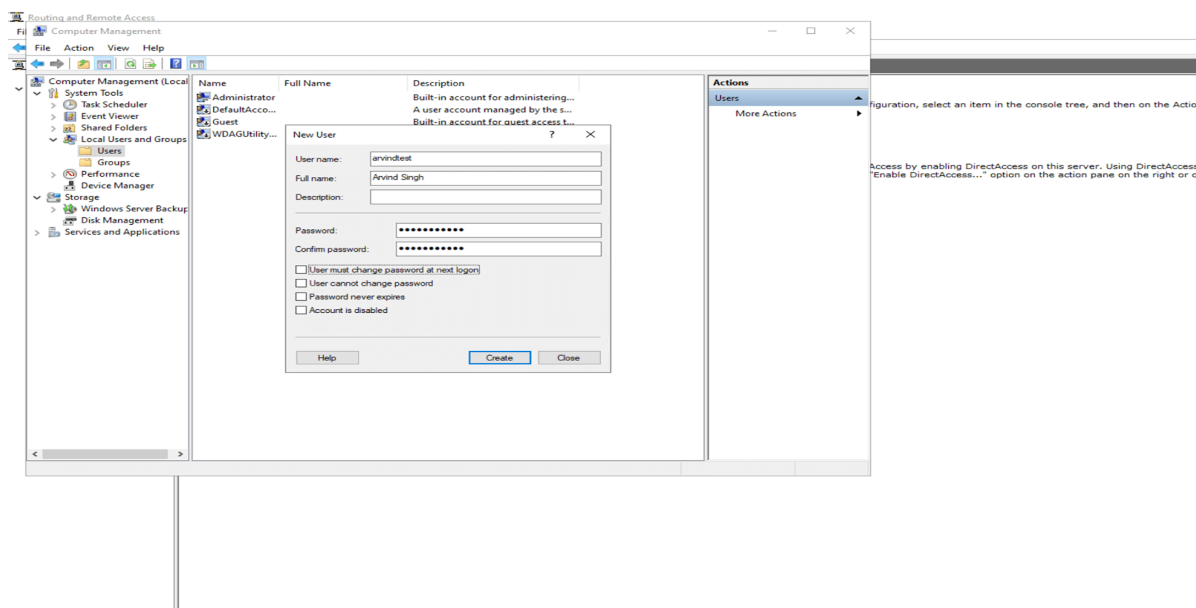 Routing and Remote Access
Fi
Computer Management
File Action View Help
Computer Management (Local
System Tools
Task Scheduler
Event Viewer
Shared Folders
Local Users and Groups
Users
Groups
Performance
Device Manager
Storage
Windows Server Backup
Disk Management
Services and Applications
Name Full Name Description
Administrator Built-in account for administering...
DefaultAcco... A user account managed by the s...
Guest Built-in account for guest access t...
WDAGUtility...
New User
User name: arvindtest
Full name: Arvind Singh
Description:
Password: •••••••••••
Confirm password: •••••••••••
User must change password at next logon
User cannot change password
Password never expires
Account is disabled
Help Create Close
Actions
Users
More Actions
figuration, select an item in the console tree, and then on the Actio
Access by enabling DirectAccess on this server. Using DirectAccess
"Enable DirectAccess..." option on the action pane on the right or c